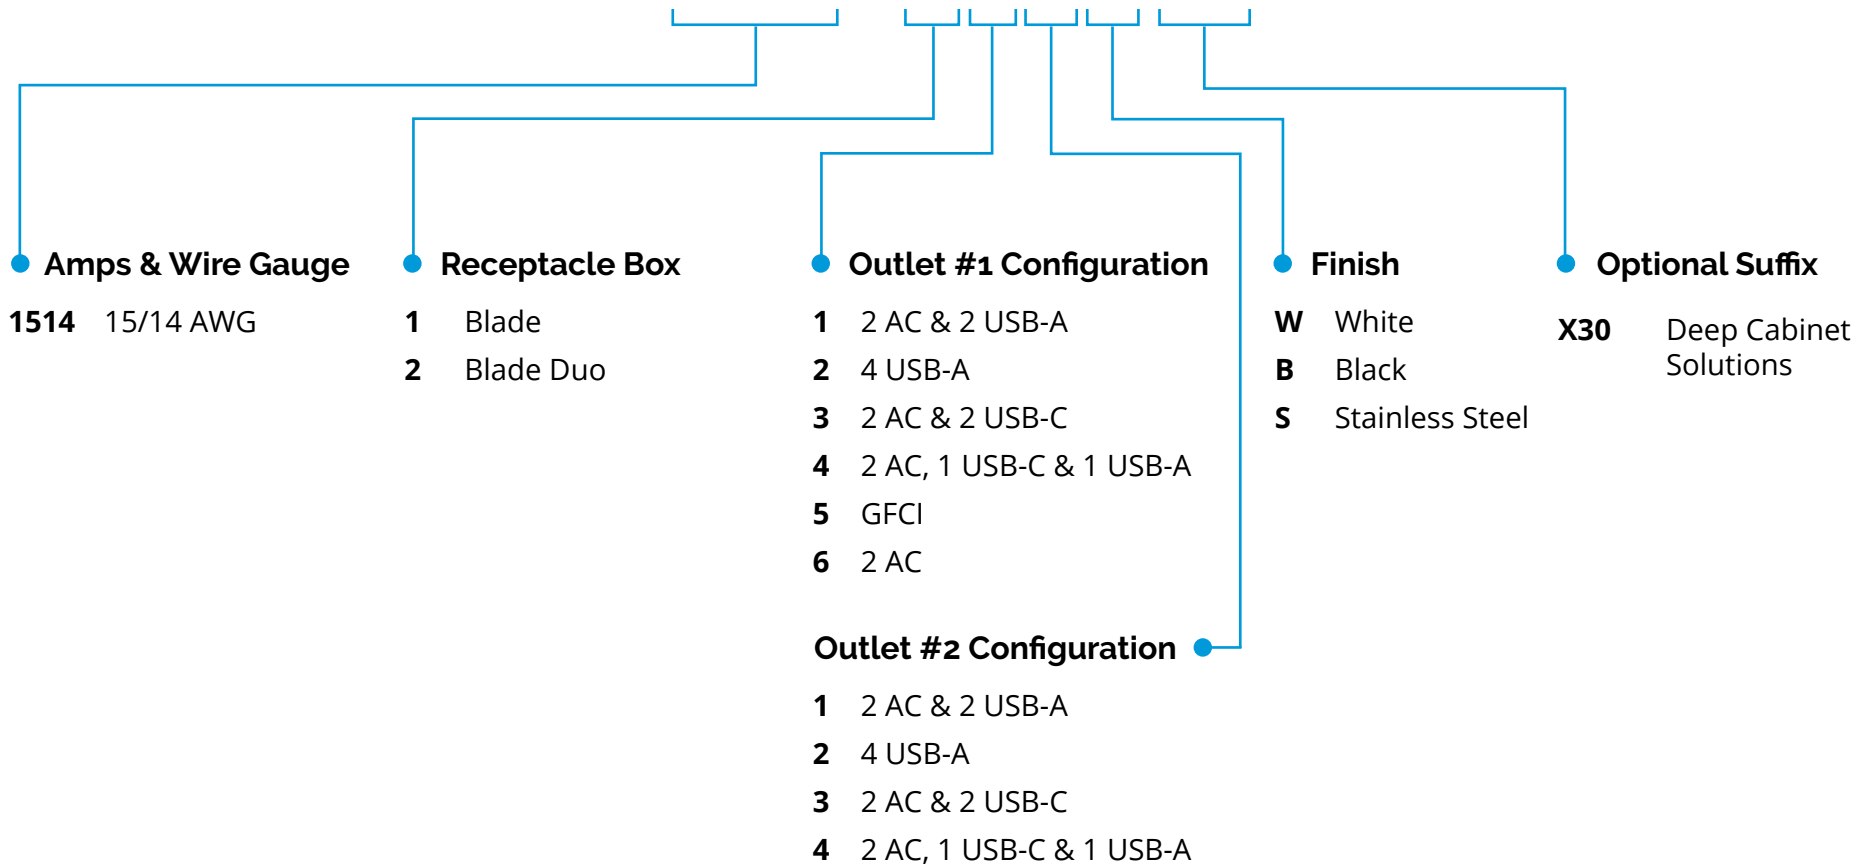 Amps & Wire Gauge
1514 15/14 AWG
Receptacle Box
1 Blade
2 Blade Duo
Outlet #1 Configuration
1 2 AC & 2 USB-A
2 4 USB-A
3 2 AC & 2 USB-C
4 2 AC, 1 USB-C & 1 USB-A
5 GFCI
6 2 AC
Outlet #2 Configuration
1 2 AC & 2 USB-A
2 4 USB-A
3 2 AC & 2 USB-C
4 2 AC, 1 USB-C & 1 USB-A
Finish
W White
B Black
S Stainless Steel
Optional Suffix
X30 Deep Cabinet
Solutions